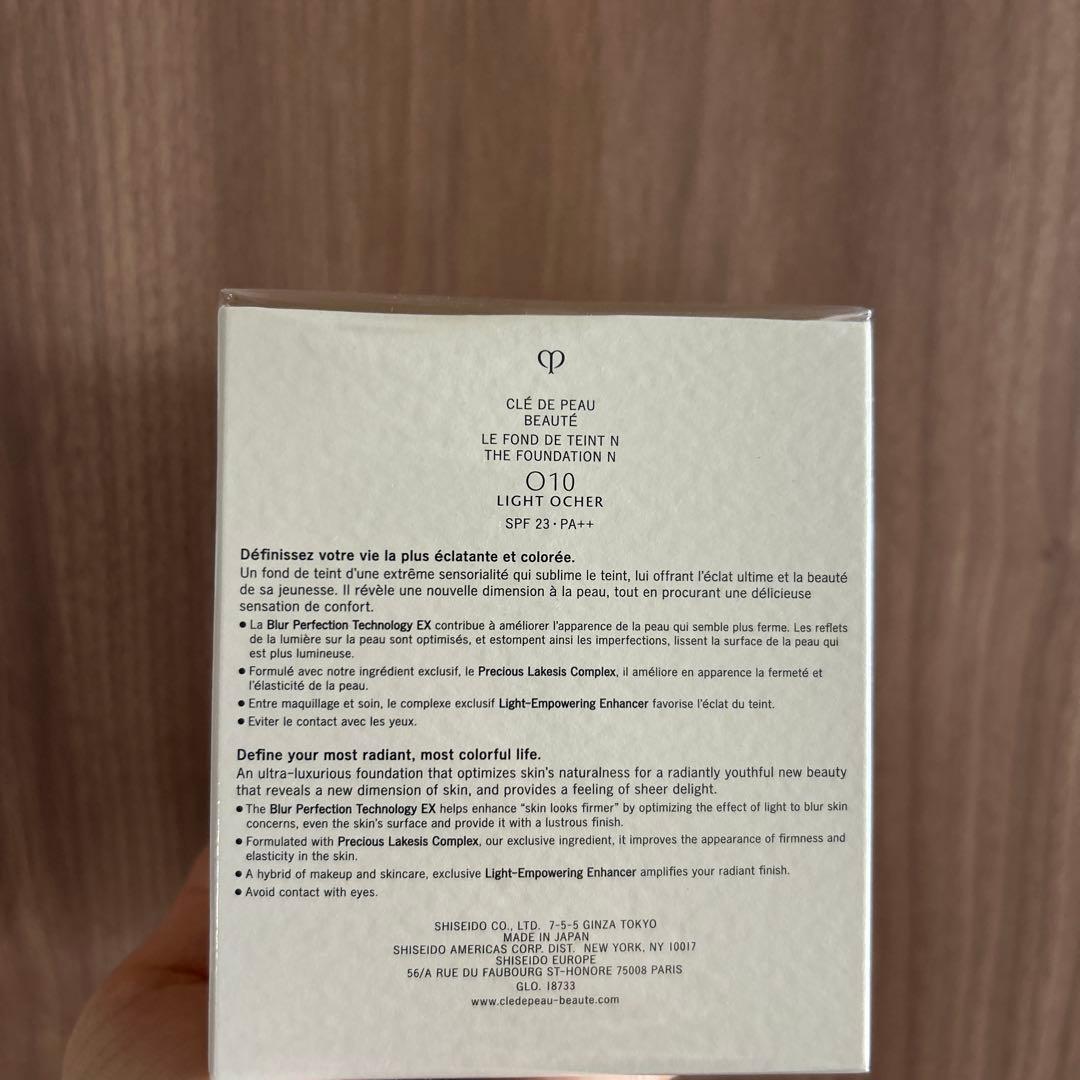 CLÉ DE PEAU
BEAUTÉ
LE FOND DE TEINT N
THE FOUNDATION N
O10
LIGHT OCHER
SPF 23・PA++
Définissez votre vie la plus éclatante et colorée.
Un fond de teint d'une extrême sensorialité qui sublime le teint, lui offrant l'éclat ultime et la beauté
de sa jeunesse. Il révèle une nouvelle dimension à la peau, tout en procurant une délicieuse
sensation de confort.
● La Blur Perfection Technology EX contribue à améliorer l'apparence de la peau qui semble plus ferme. Les reflets
de la lumière sur la peau sont optimisés, et estompent ainsi les imperfections, lissent la surface de la peau qui
est plus lumineuse.
● Formulé avec notre ingrédient exclusif, le Precious Lakesis Complex, il améliore en apparence la fermeté et
l'élasticité de la peau.
● Entre maquillage et soin, le complexe exclusif Light-Empowering Enhancer favorise l'éclat du teint.
● Eviter le contact avec les yeux.
Define your most radiant, most colorful life.
An ultra-luxurious foundation that optimizes skin's naturalness for a radiantly youthful new beauty
that reveals a new dimension of skin, and provides a feeling of sheer delight.
● The Blur Perfection Technology EX helps enhance "skin looks firmer" by optimizing the effect of light to blur skin
concerns, even the skin's surface and provide it with a lustrous finish.
● Formulated with Precious Lakesis Complex, our exclusive ingredient, it improves the appearance of firmness and
elasticity in the skin.
● A hybrid of makeup and skincare, exclusive Light-Empowering Enhancer amplifies your radiant finish.
● Avoid contact with eyes.
SHISEIDO CO., LTD. 7-5-5 GINZA TOKYO
MADE IN JAPAN
SHISEIDO AMERICAS CORP. DIST. NEW YORK, NY 10017
SHISEIDO EUROPE
56/A RUE DU FAUBOURG ST-HONORE 75008 PARIS
GLO. 18733
www.cledepeau-beaute.com